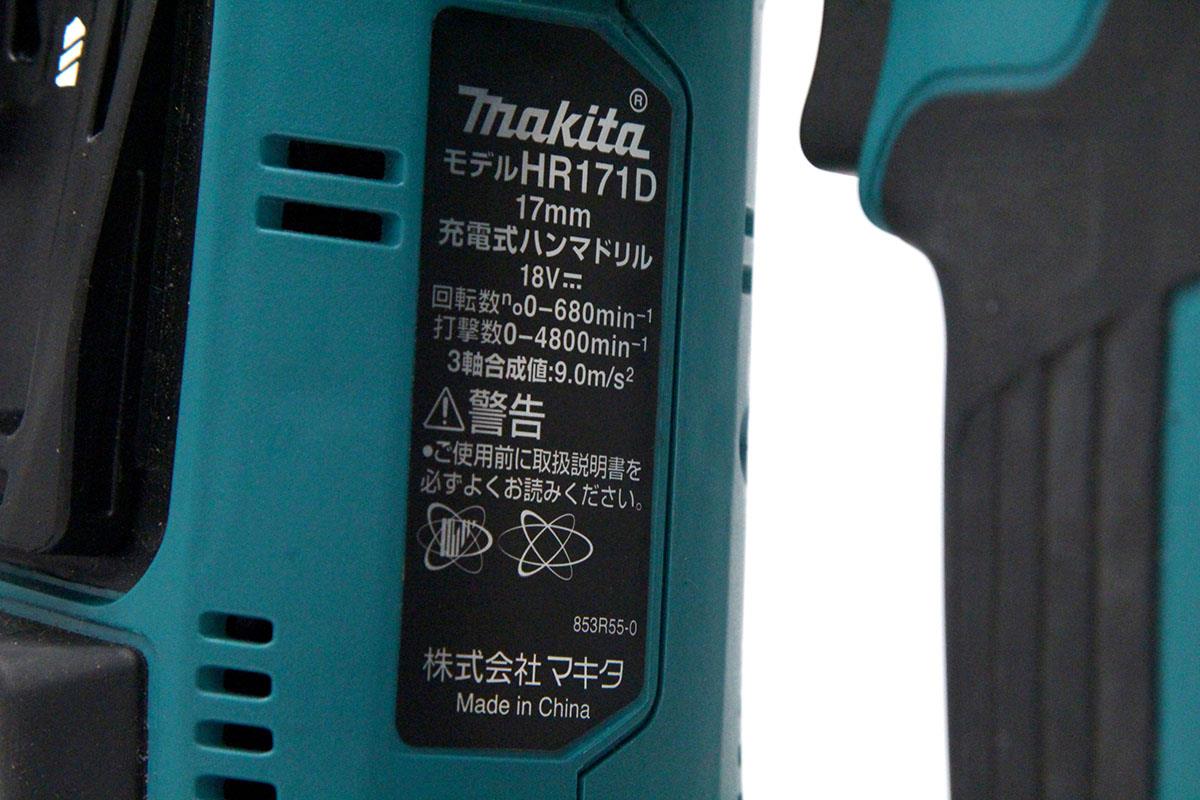 makita®
モデルHR171D
17mm
充電式ハンマドリル
18V⎓
回転数n₀0-680min⁻¹
打撃数0-4800min⁻¹
3軸合成値:9.0m/s²
⚠警告
•ご使用前に取扱説明書を
必ずよくお読みください。
853R55-0
株式会社マキタ
Made in China